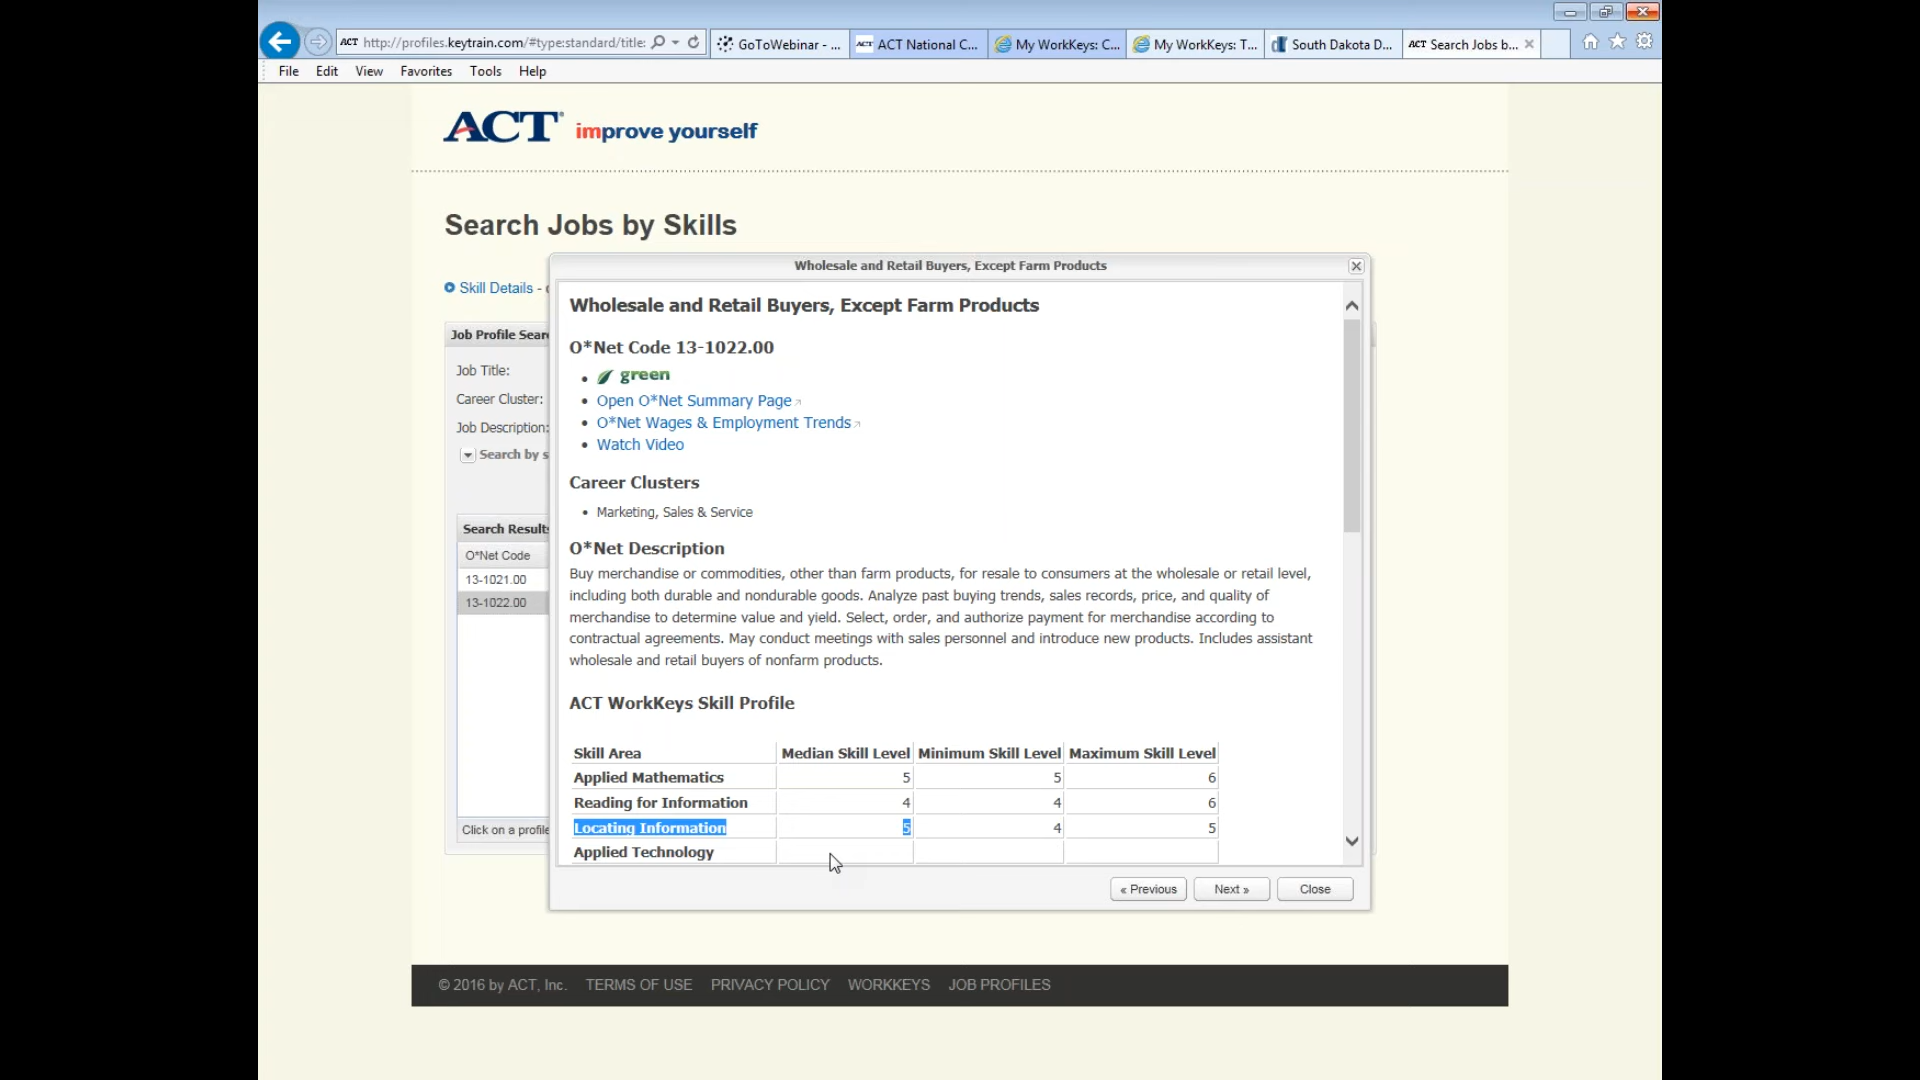 ACT http://profiles.keytrain.com/#type:standard/title:
GoToWebinar - ...
ACT National C...
My WorkKeys: C...
My WorkKeys: T...
South Dakota D...
ACT Search Jobs b...
File Edit View Favorites Tools Help
ACT improve yourself
Search Jobs by Skills
Skill Details -
Job Profile Sear
Job Title:
Career Cluster:
Job Description:
Search by s
Search Results
O*Net Code
13-1021.00
13-1022.00
Click on a profile
Wholesale and Retail Buyers, Except Farm Products
Wholesale and Retail Buyers, Except Farm Products
O*Net Code 13-1022.00
• green
• Open O*Net Summary Page
• O*Net Wages & Employment Trends
• Watch Video
Career Clusters
• Marketing, Sales & Service
O*Net Description
Buy merchandise or commodities, other than farm products, for resale to consumers at the wholesale or retail level,
including both durable and nondurable goods. Analyze past buying trends, sales records, price, and quality of
merchandise to determine value and yield. Select, order, and authorize payment for merchandise according to
contractual agreements. May conduct meetings with sales personnel and introduce new products. Includes assistant
wholesale and retail buyers of nonfarm products.
ACT WorkKeys Skill Profile
Skill Area Median Skill Level Minimum Skill Level Maximum Skill Level
Applied Mathematics 5 5 6
Reading for Information 4 4 6
Locating Information 5 4 5
Applied Technology
« Previous Next » Close
© 2016 by ACT, Inc. TERMS OF USE PRIVACY POLICY WORKKEYS JOB PROFILES